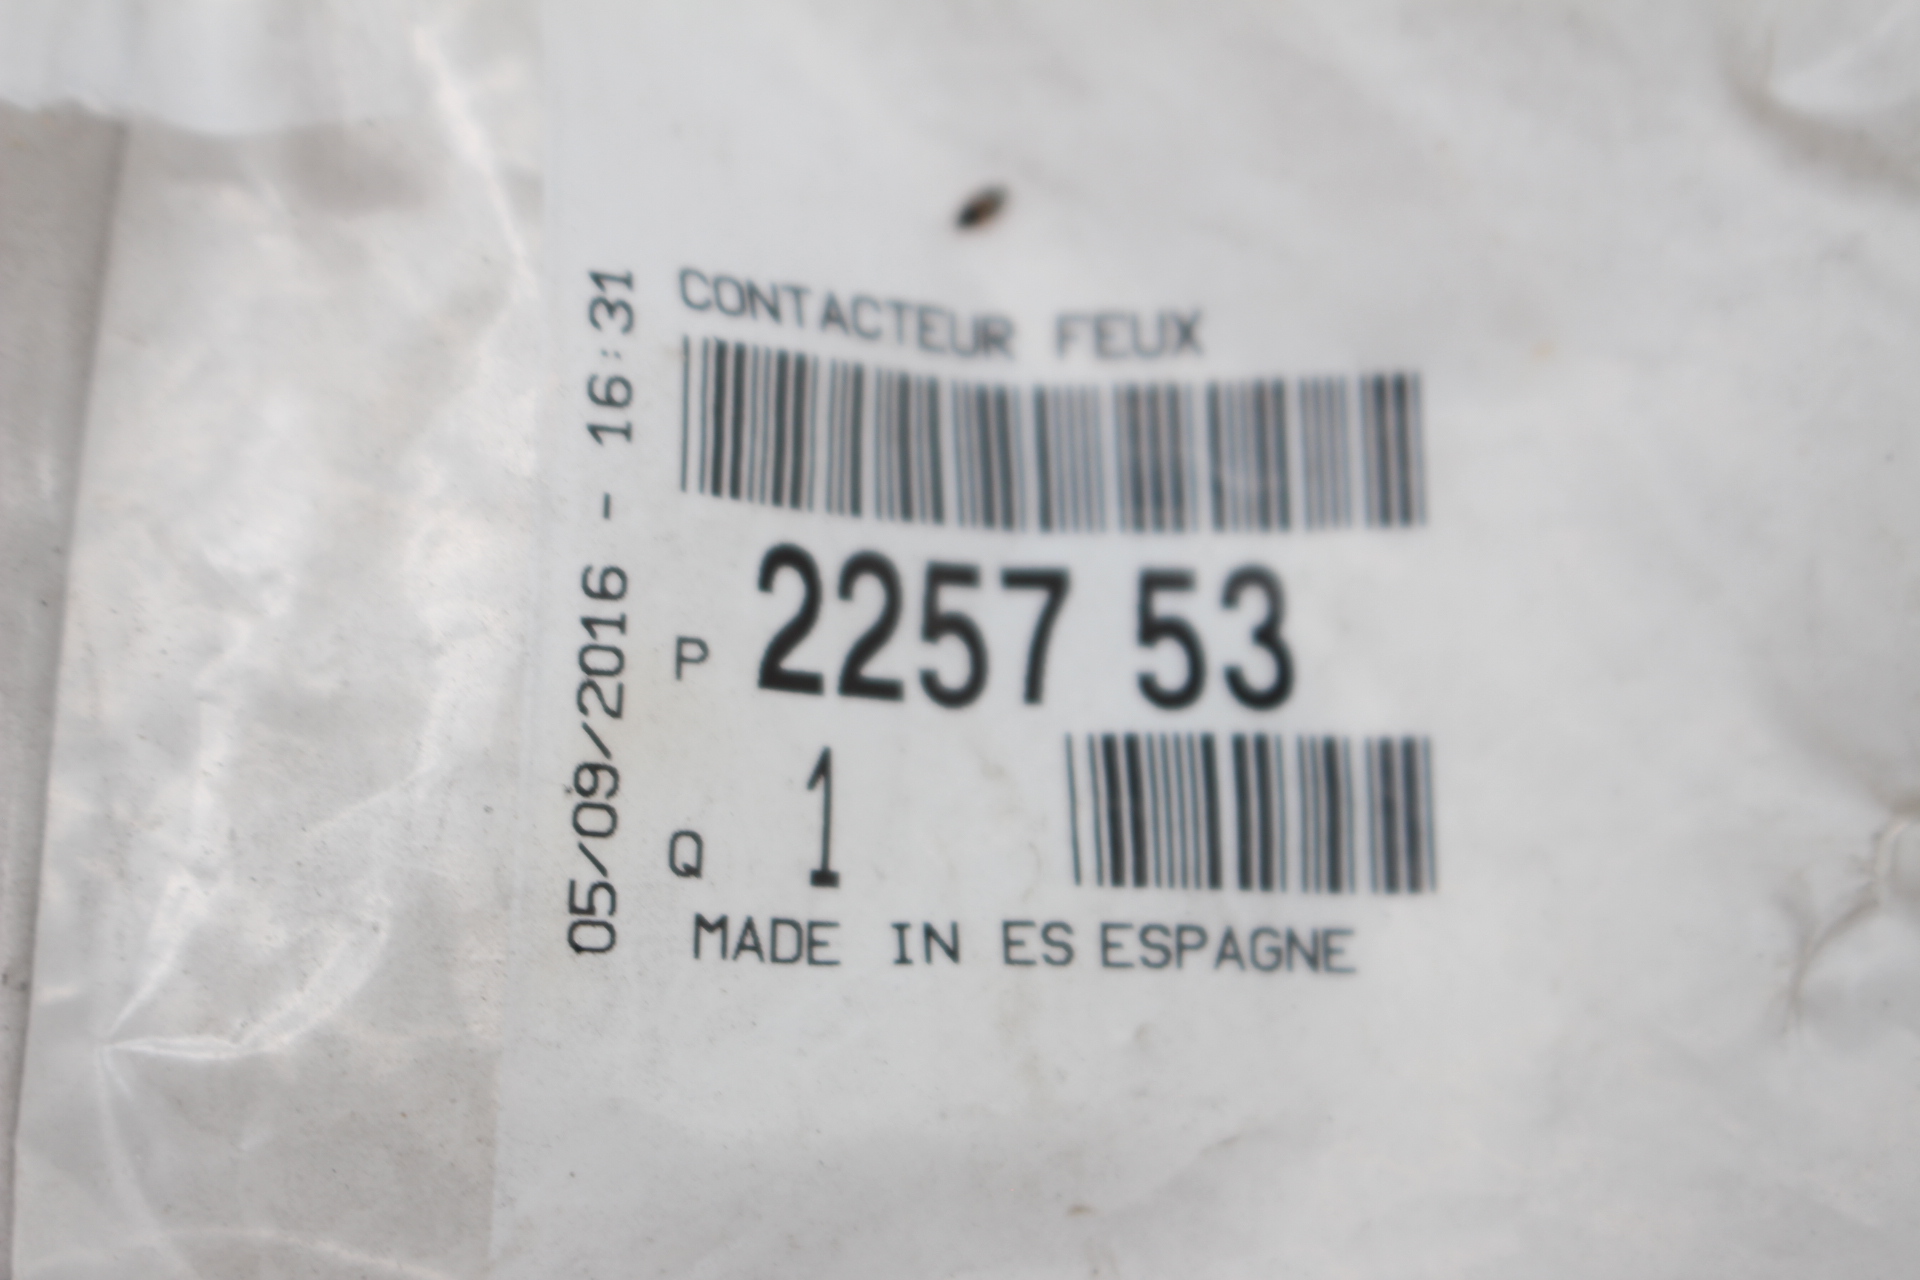 05/09/2016 - 16:31
CONTACTEUR FEUX
P 2257 53
Q 1
MADE IN ES ESPAGNE